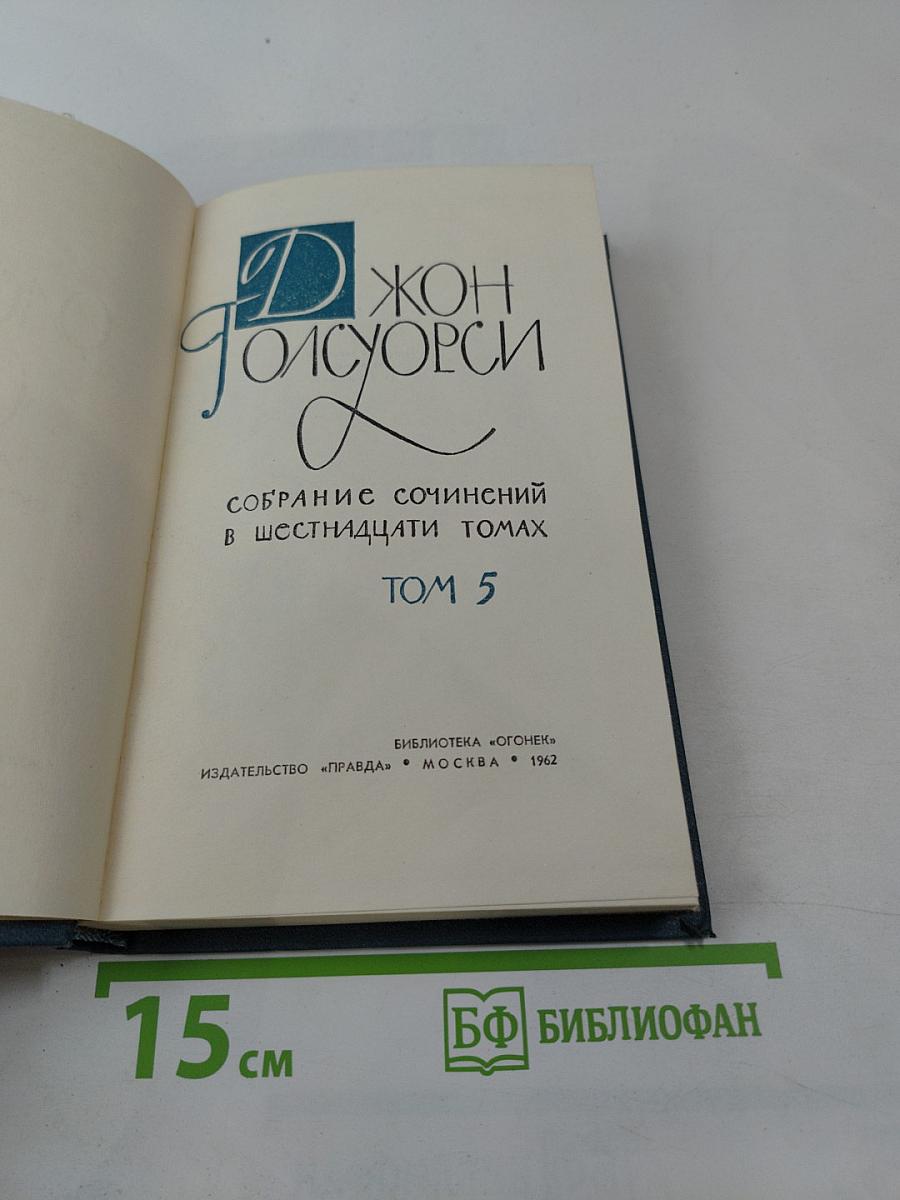 ДЖОН
ГОЛСУОРСИ
СОБРАНИЕ СОЧИНЕНИЙ
В ШЕСТНАДЦАТИ ТОМАХ
ТОМ 5
БИБЛИОТЕКА «ОГОНЕК»
ИЗДАТЕЛЬСТВО «ПРАВДА» • МОСКВА • 1962
15 см
БФ БИБЛИОФАН